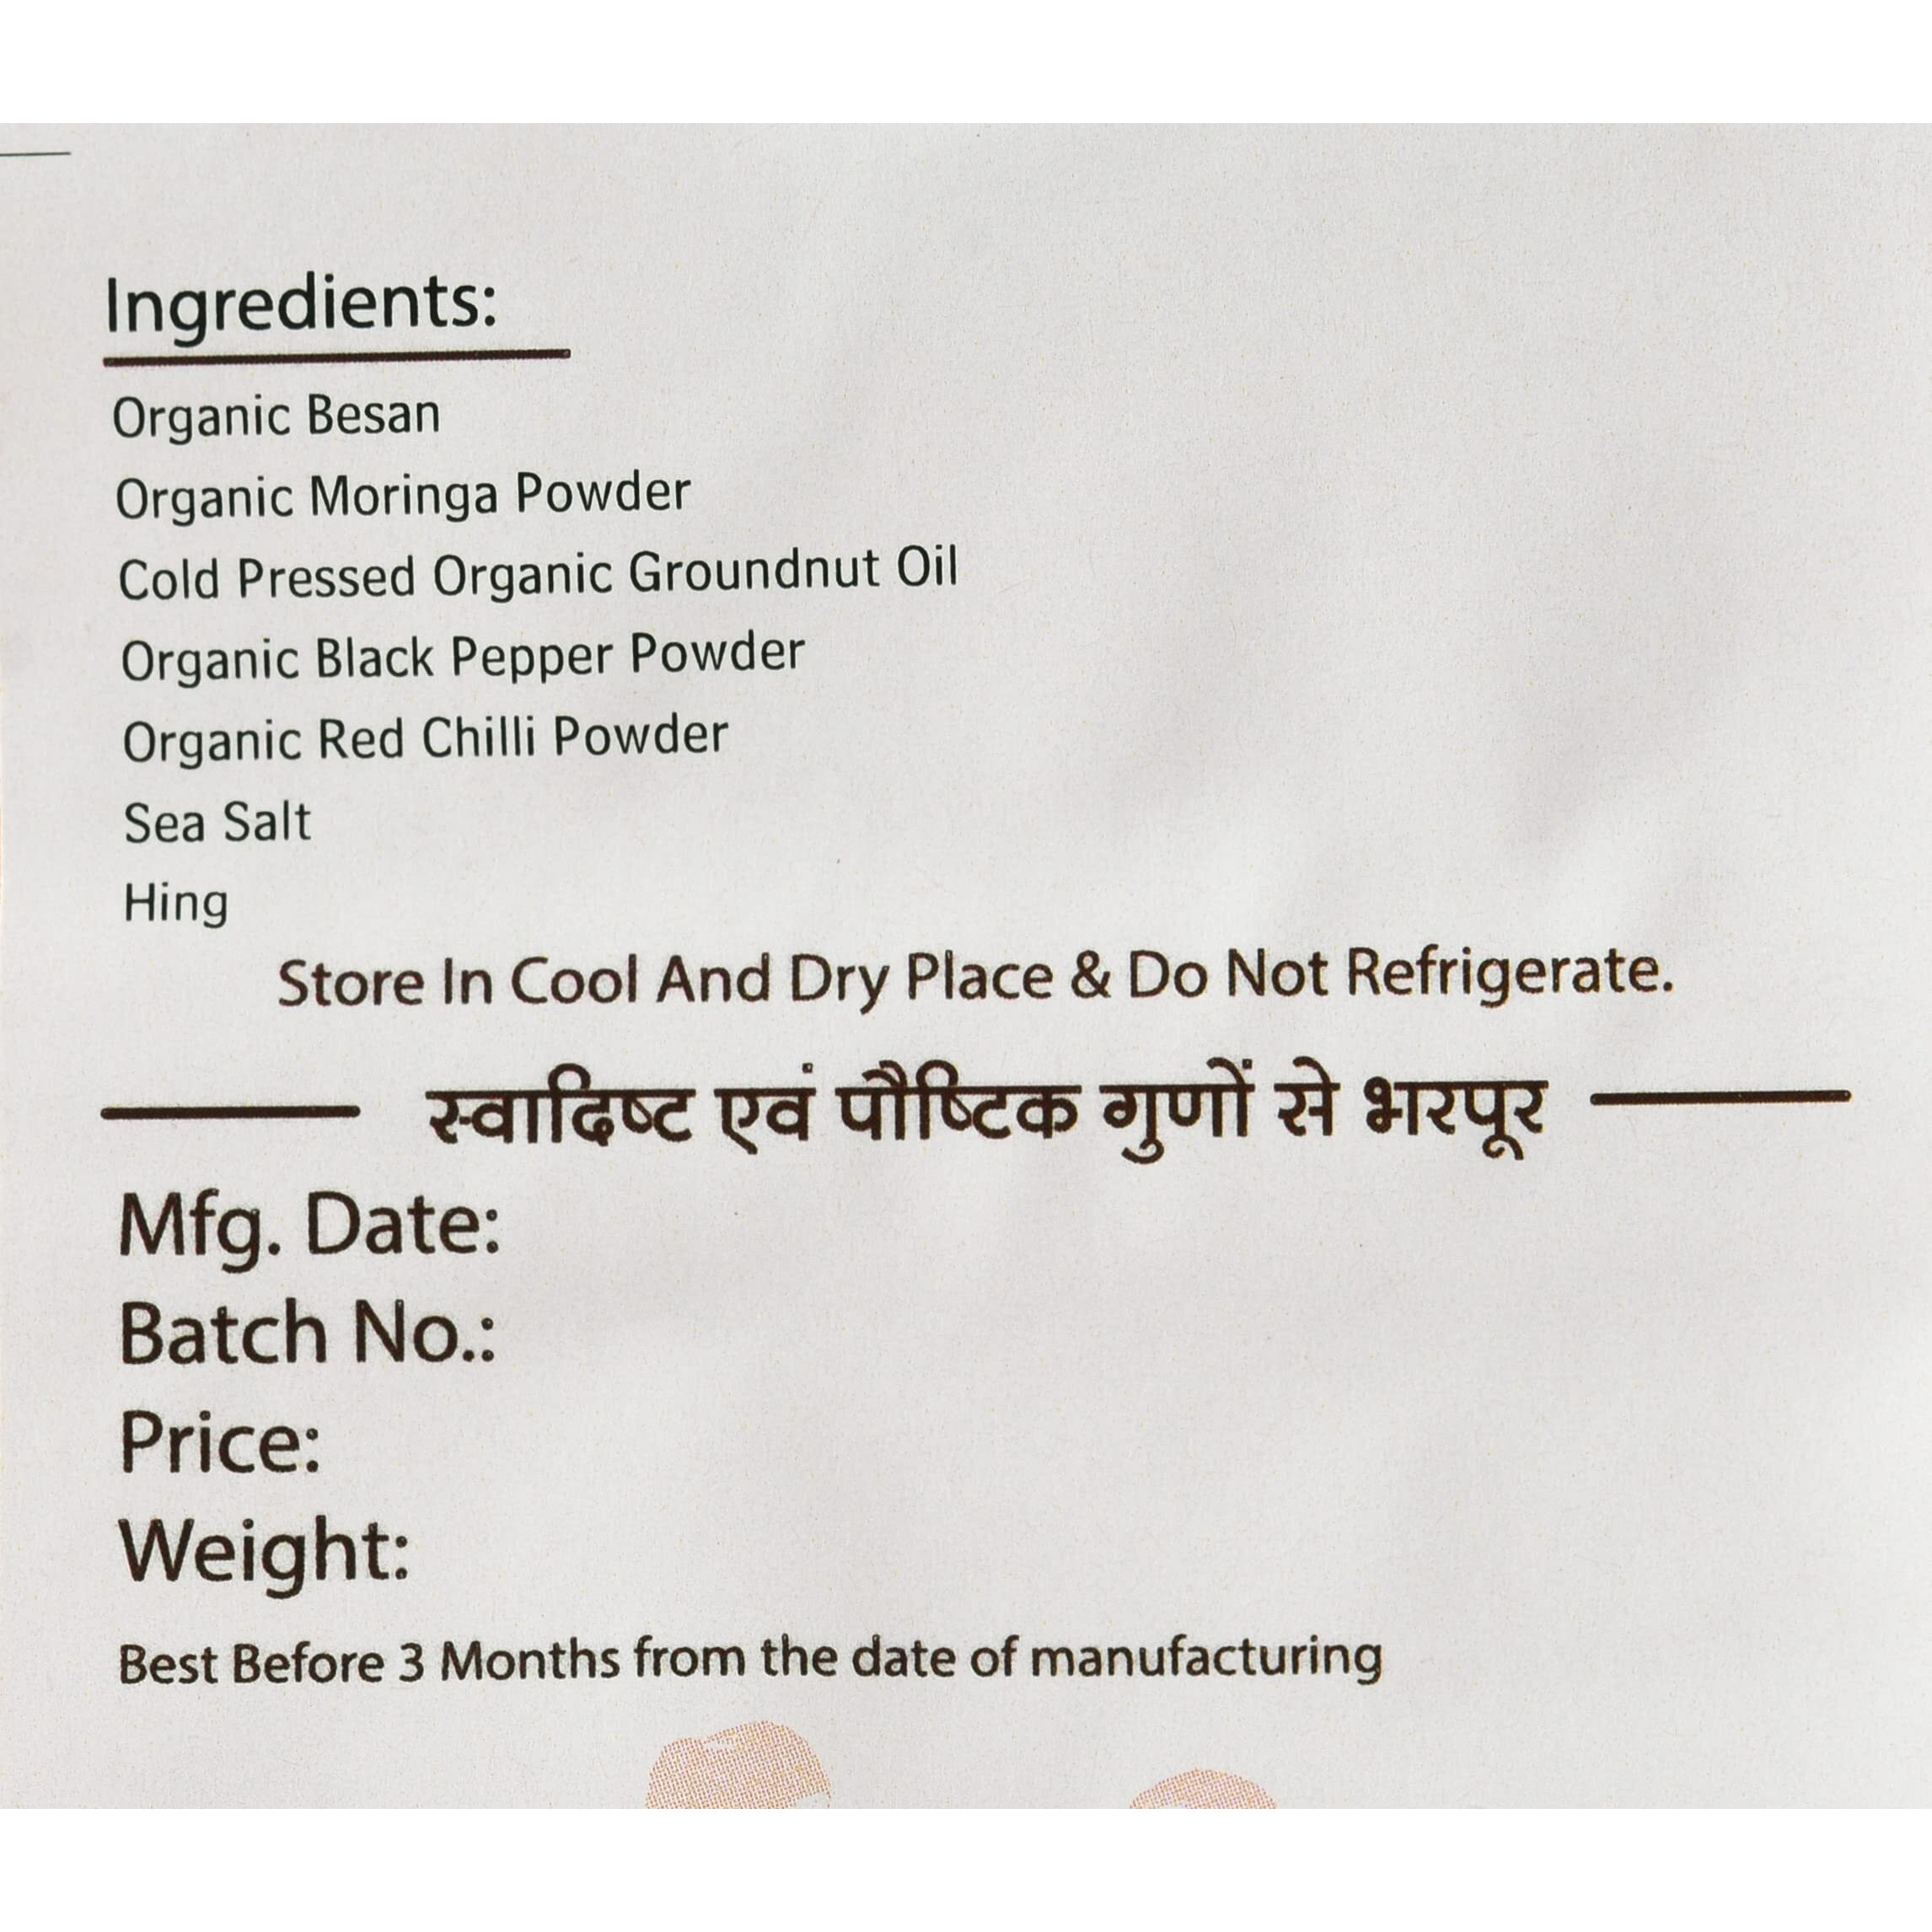 Ingredients:
Organic Besan
Organic Moringa Powder
Cold Pressed Organic Groundnut Oil
Organic Black Pepper Powder
Organic Red Chilli Powder
Sea Salt
Hing
Store In Cool And Dry Place & Do Not Refrigerate.
स्वादिष्ट एवं पौष्टिक गुणों से भरपूर
Mfg. Date:
Batch No.:
Price:
Weight:
Best Before 3 Months from the date of manufacturing